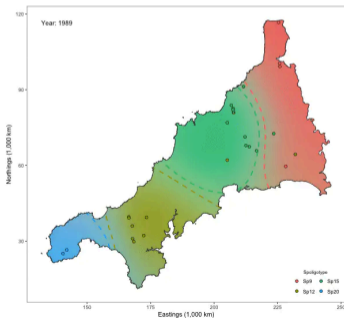 Year: 1989
120
90
60
30
Northings (1,000 km)
150
175
200
225
250
Eastings (1,000 km)
Spoligotype
Sp9
Sp15
Sp12
Sp20